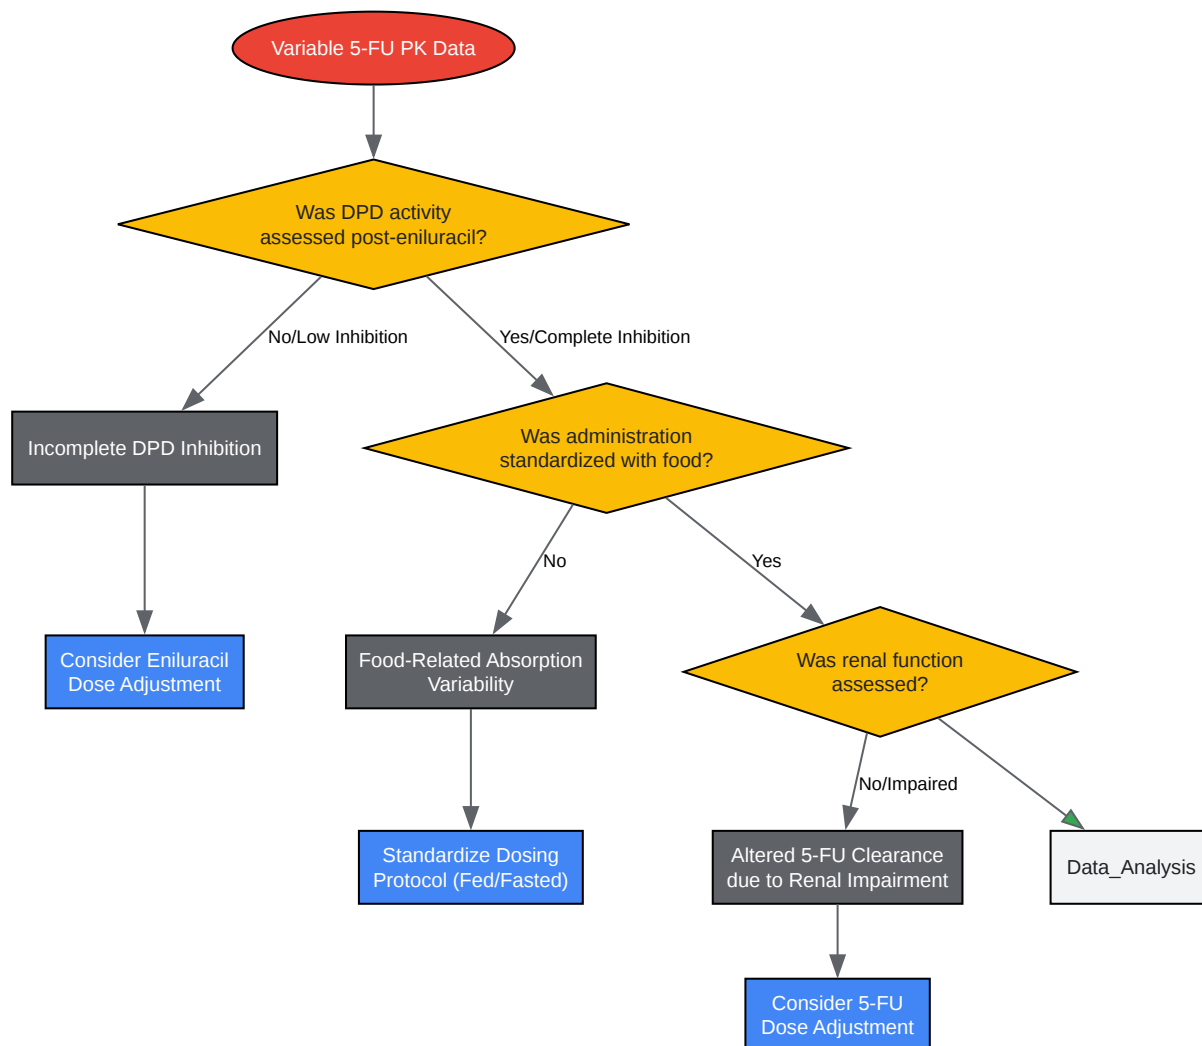 Variable 5-FU PK Data
Was DPD activity
assessed post-eniluracil?
No/Low Inhibition
Yes/Complete Inhibition
Incomplete DPD Inhibition
Was administration
standardized with food?
No
Yes
Consider Eniluracil
Dose Adjustment
Food-Related Absorption
Variability
Was renal function
assessed?
No/Impaired
Standardize Dosing
Protocol (Fed/Fasted)
Altered 5-FU Clearance
due to Renal Impairment
Data_Analysis
Consider 5-FU
Dose Adjustment